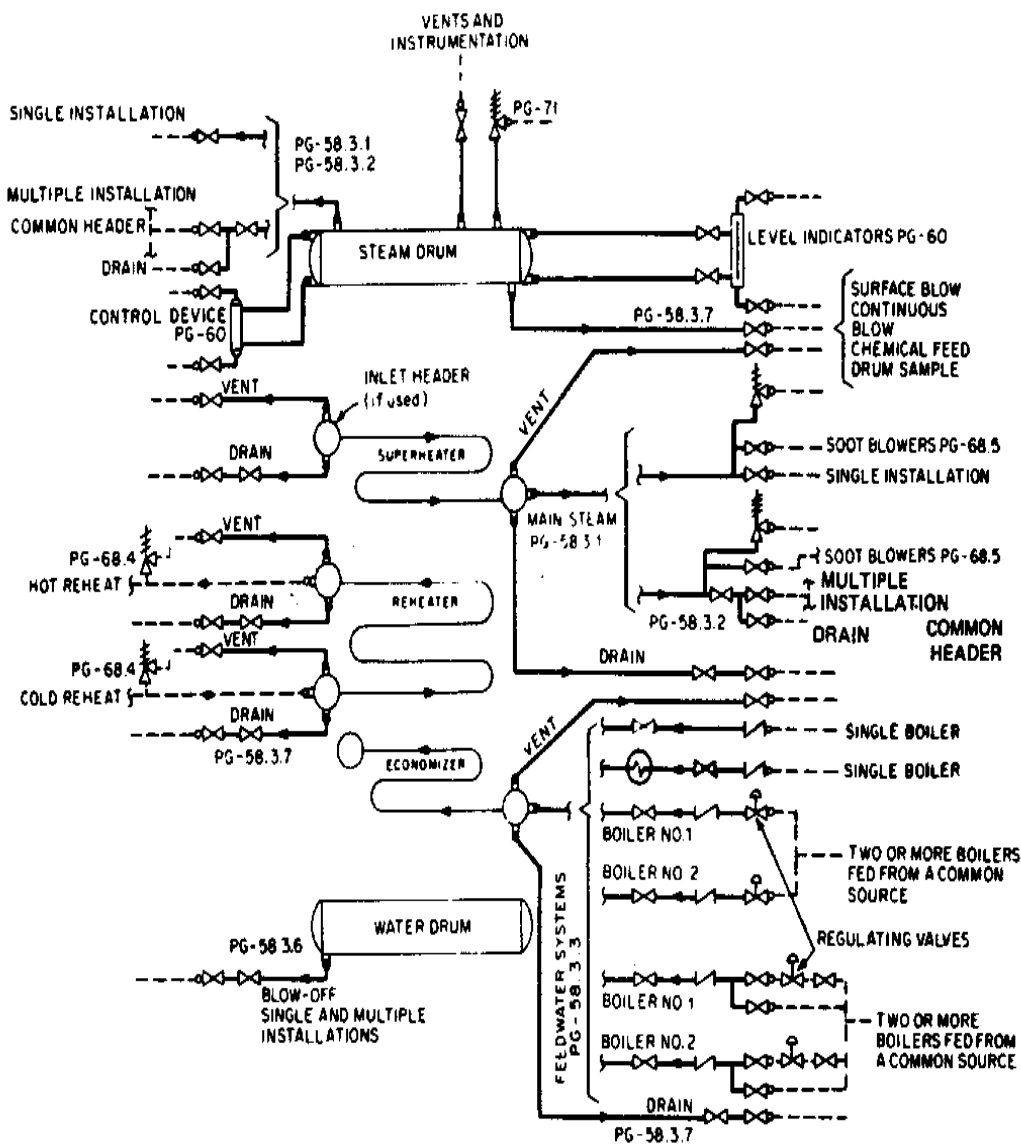 VENTS AND
INSTRUMENTATION
PG-71
SINGLE INSTALLATION
PG-58.3.1
PG-58.3.2
MULTIPLE INSTALLATION
COMMON HEADER
DRAIN
STEAM DRUM
LEVEL INDICATORS PG-60
CONTROL DEVICE
PG-60
PG-58.3.7
SURFACE BLOW
CONTINUOUS
BLOW
CHEMICAL FEED
DRUM SAMPLE
VENT
INLET HEADER
(if used)
VENT
DRAIN
SUPERHEATER
SOOT BLOWERS PG-68.5
SINGLE INSTALLATION
MAIN STEAM
PG-58.3.1
VENT
PG-68.4
HOT REHEAT
REHEATER
DRAIN
SOOT BLOWERS PG-68.5
MULTIPLE
INSTALLATION
PG-58.3.2
DRAIN
COMMON
HEADER
VENT
PG-68.4
COLD REHEAT
DRAIN
DRAIN
PG-58.3.7
VENT
ECONOMIZER
SINGLE BOILER
SINGLE BOILER
BOILER NO.1
BOILER NO. 2
TWO OR MORE BOILERS
FED FROM A COMMON
SOURCE
FEEDWATER SYSTEMS
PG-58.3.3
WATER DRUM
REGULATING VALVES
PG-58 3.6
BLOW-OFF
SINGLE AND MULTIPLE
INSTALLATIONS
BOILER NO 1
BOILER NO.2
TWO OR MORE
BOILERS FED FROM
A COMMON SOURCE
DRAIN
PG-58.3.7